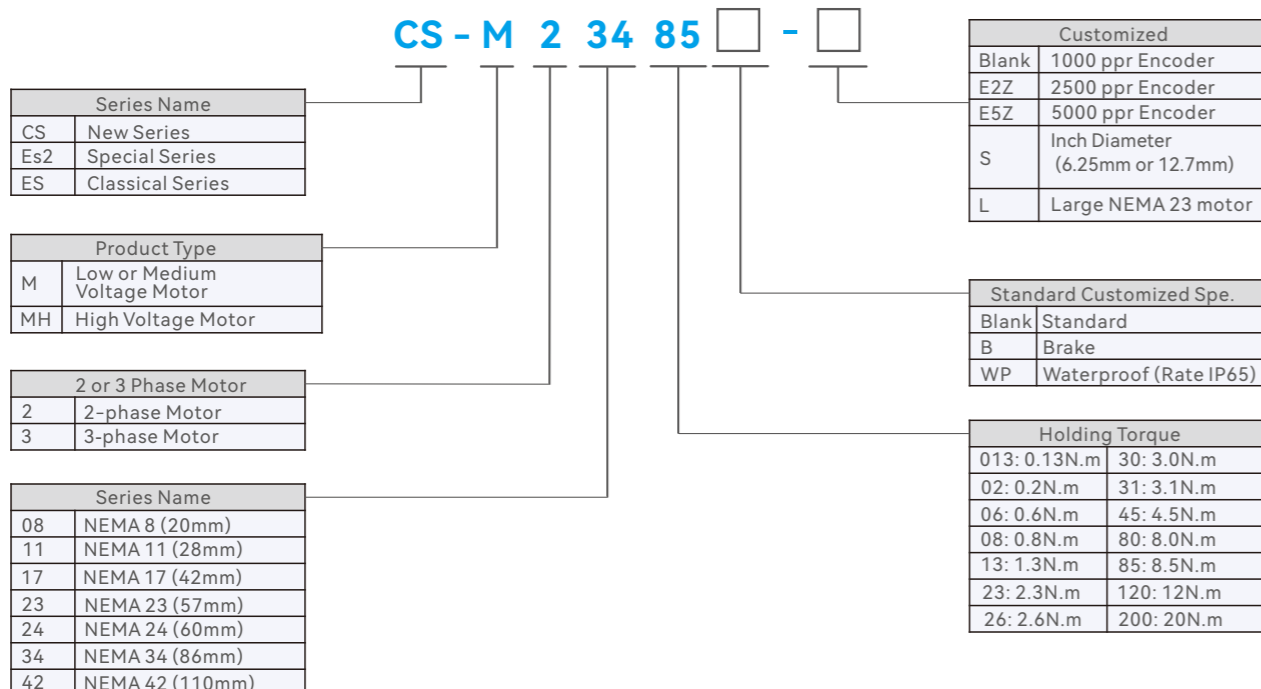 CS - M 2 34 85 -
Series Name
CS New Series
Es2 Special Series
ES Classical Series
Product Type
M Low or Medium
Voltage Motor
MH High Voltage Motor
2 or 3 Phase Motor
2 2-phase Motor
3 3-phase Motor
Series Name
08 NEMA 8 (20mm)
11 NEMA 11 (28mm)
17 NEMA 17 (42mm)
23 NEMA 23 (57mm)
24 NEMA 24 (60mm)
34 NEMA 34 (86mm)
42 NEMA 42 (110mm)
Customized
Blank 1000 ppr Encoder
E2Z 2500 ppr Encoder
E5Z 5000 ppr Encoder
S Inch Diameter
(6.25mm or 12.7mm)
L Large NEMA 23 motor
Standard Customized Spe.
Blank Standard
B Brake
WP Waterproof (Rate IP65)
Holding Torque
013: 0.13N.m 30: 3.0N.m
02: 0.2N.m 31: 3.1N.m
06: 0.6N.m 45: 4.5N.m
08: 0.8N.m 80: 8.0N.m
13: 1.3N.m 85: 8.5N.m
23: 2.3N.m 120: 12N.m
26: 2.6N.m 200: 20N.m